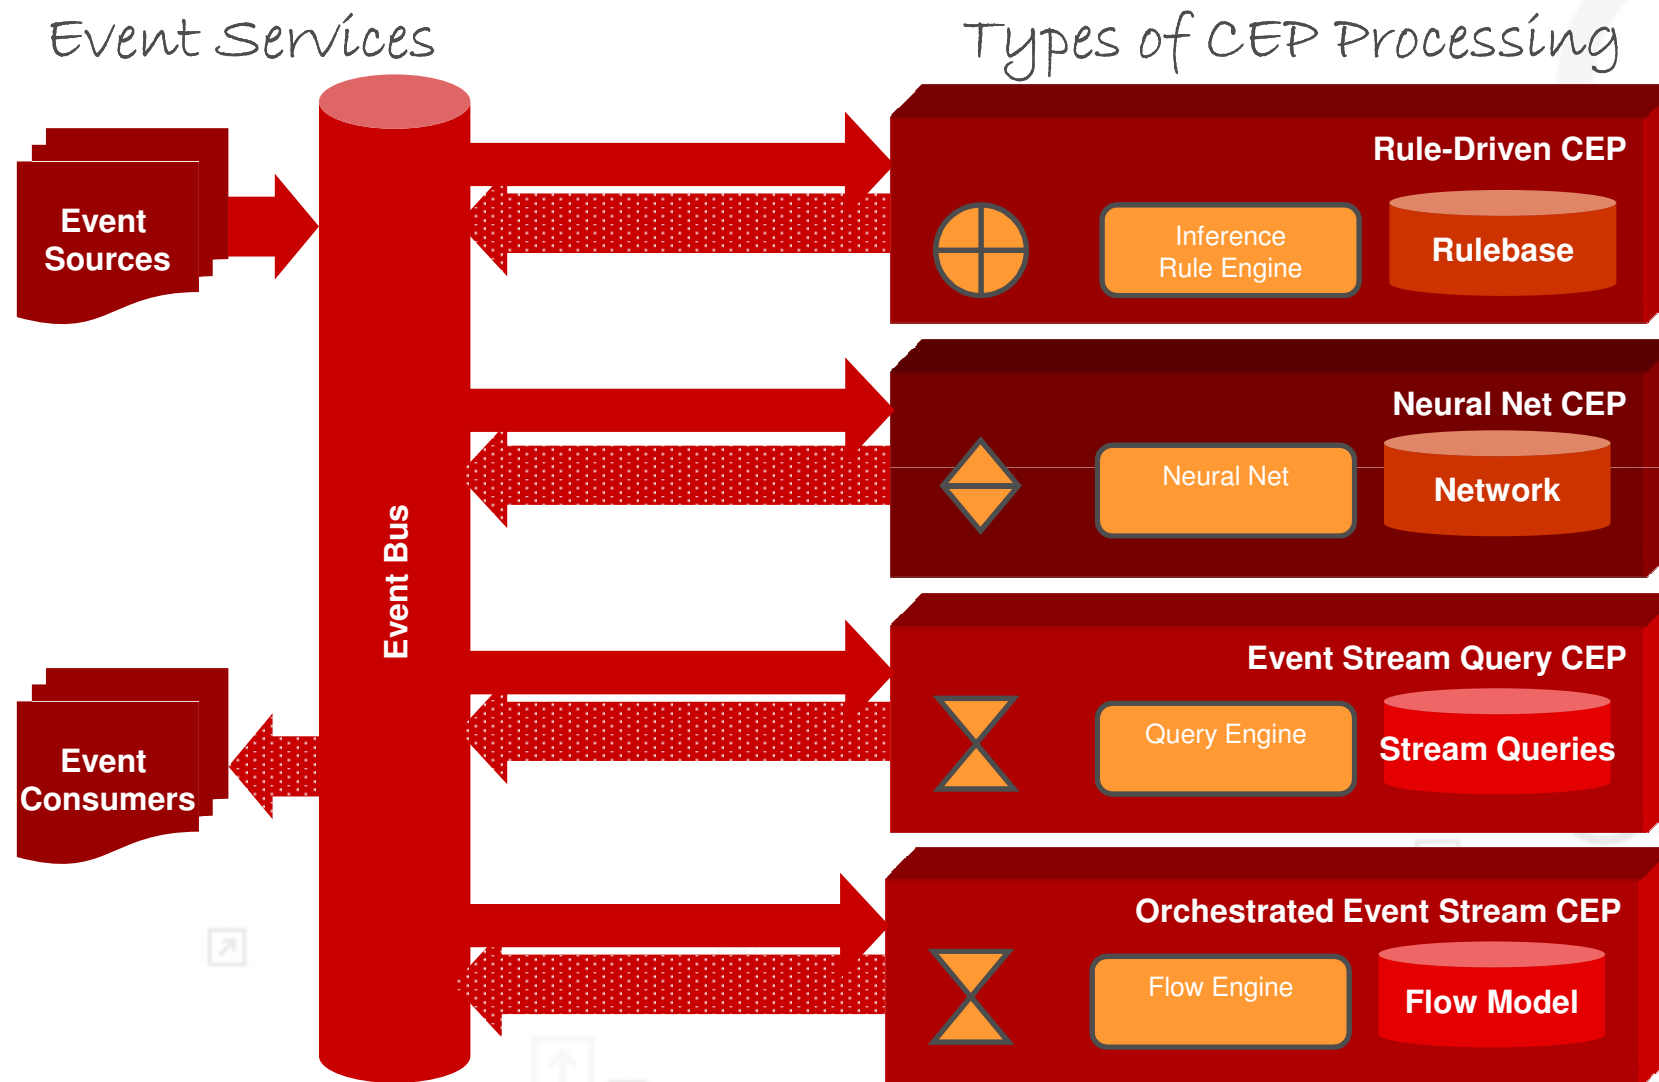 Event Services
Types of CEP Processing
Event
Sources
Event Bus
Event
Consumers
Rule-Driven CEP
Inference
Rule Engine
Rulebase
Neural Net CEP
Neural Net
Network
Event Stream Query CEP
Query Engine
Stream Queries
Orchestrated Event Stream CEP
Flow Engine
Flow Model